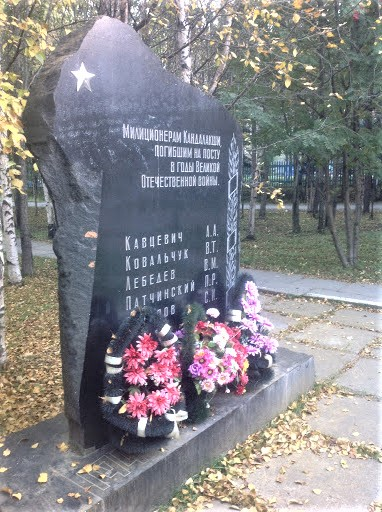 Милиционерам Кандалакши,
погибшим на посту
в годы Великой
Отечественной войны.
Кавцевич А.А.
Ковальчук В.Т.
Лебедев В.М.
Патчинский П.Р.